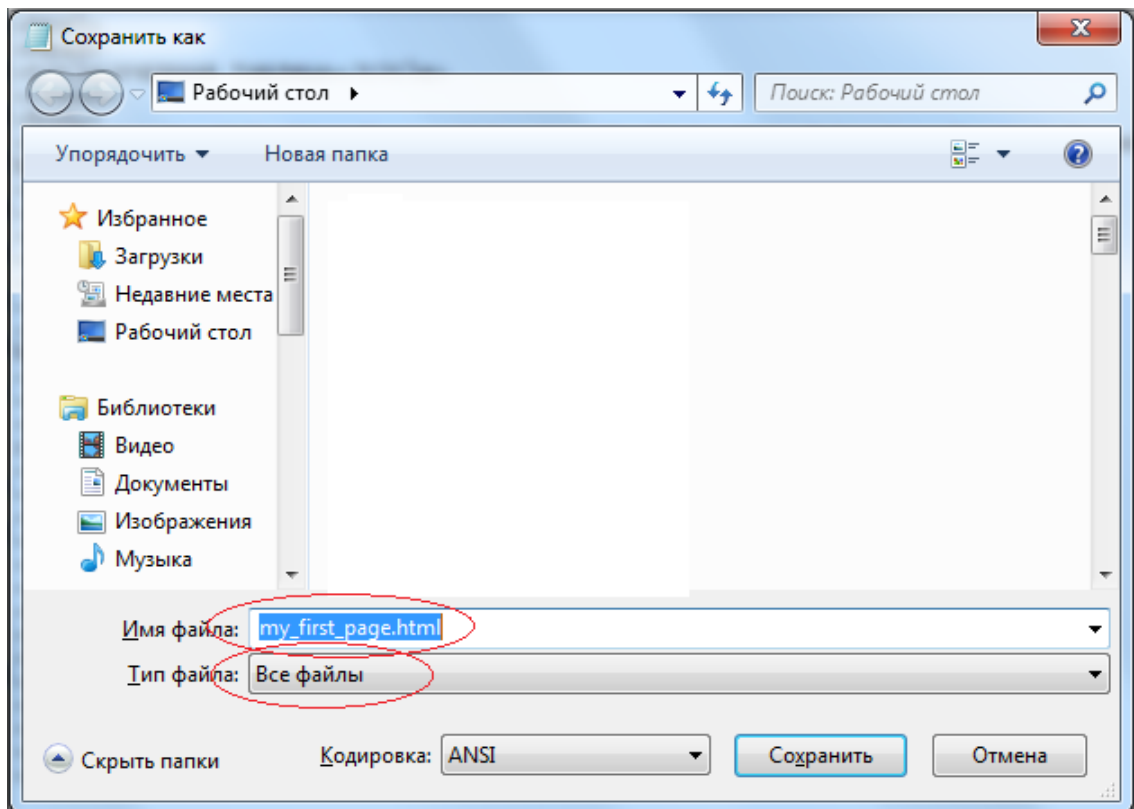 Сохранить как
Рабочий стол
Поиск: Рабочий стол
Упорядочить Новая папка
Избранное
Загрузки
Недавние места
Рабочий стол
Библиотеки
Видео
Документы
Изображения
Музыка
Имя файла: my_first_page.html
Тип файла: Все файлы
Скрыть папки Кодировка: ANSI Сохранить Отмена